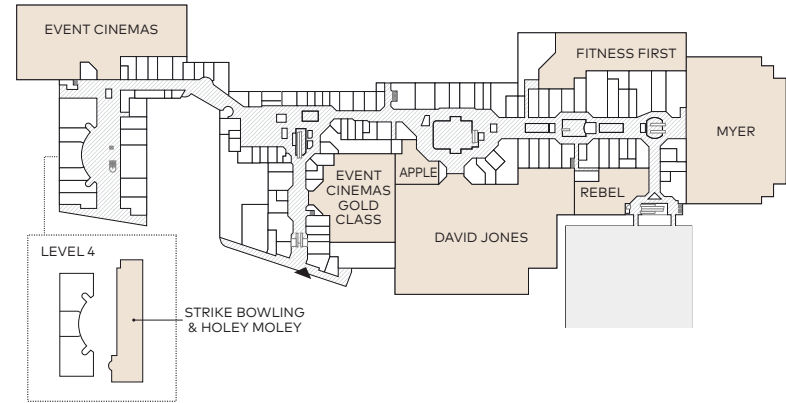 EVENT CINEMAS
FITNESS FIRST
MYER
APPLE
EVENT
CINEMAS
GOLD
CLASS
REBEL
DAVID JONES
LEVEL 4
STRIKE BOWLING
& HOLEY MOLEY